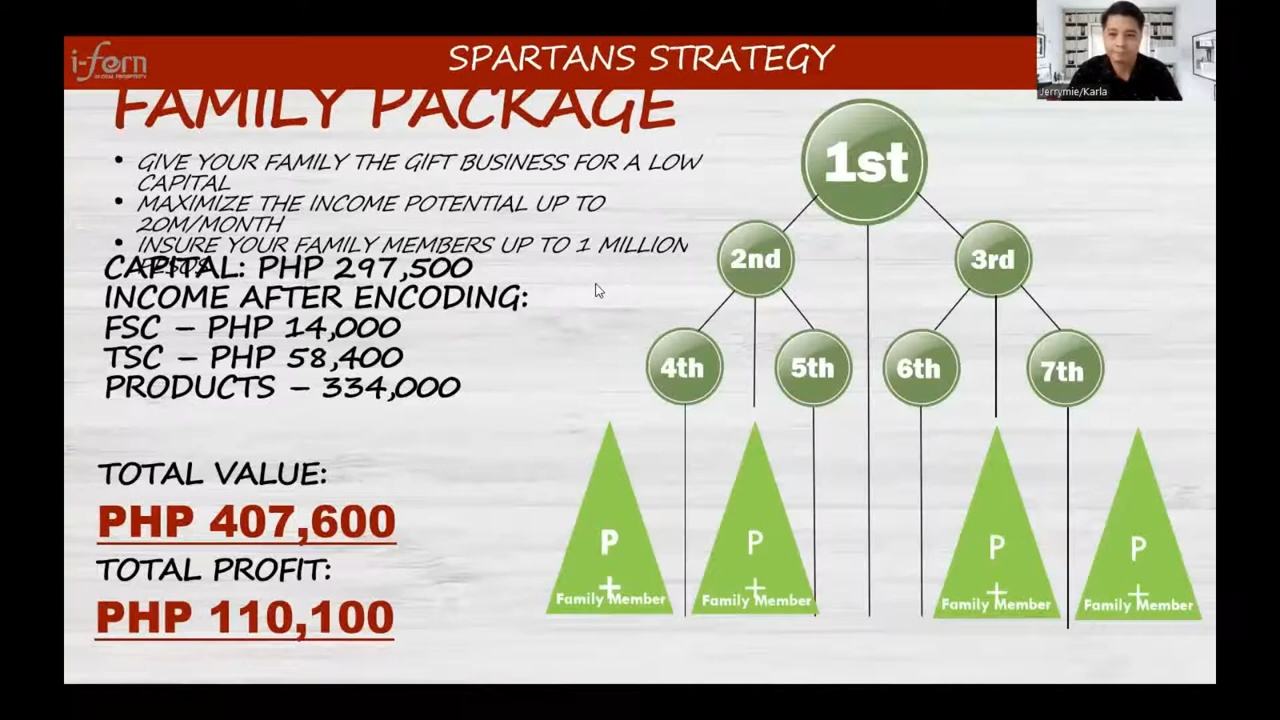 i-fern
GLOBAL PROSPERITY
SPARTANS STRATEGY
Jerrymie/Karla
FAMILY PACKAGE
• GIVE YOUR FAMILY THE GIFT BUSINESS FOR A LOW
CAPITAL
• MAXIMIZE THE INCOME POTENTIAL UP TO
20M/MONTH
• INSURE YOUR FAMILY MEMBERS UP TO 1 MILLION
CAPITAL: PHP 297,500
INCOME AFTER ENCODING:
FSC – PHP 14,000
TSC – PHP 58,400
PRODUCTS – 334,000
TOTAL VALUE:
PHP 407,600
TOTAL PROFIT:
PHP 110,100
1st
2nd
3rd
4th
5th
6th
7th
P
+
Family Member
P
+
Family Member
P
+
Family Member
P
+
Family Member